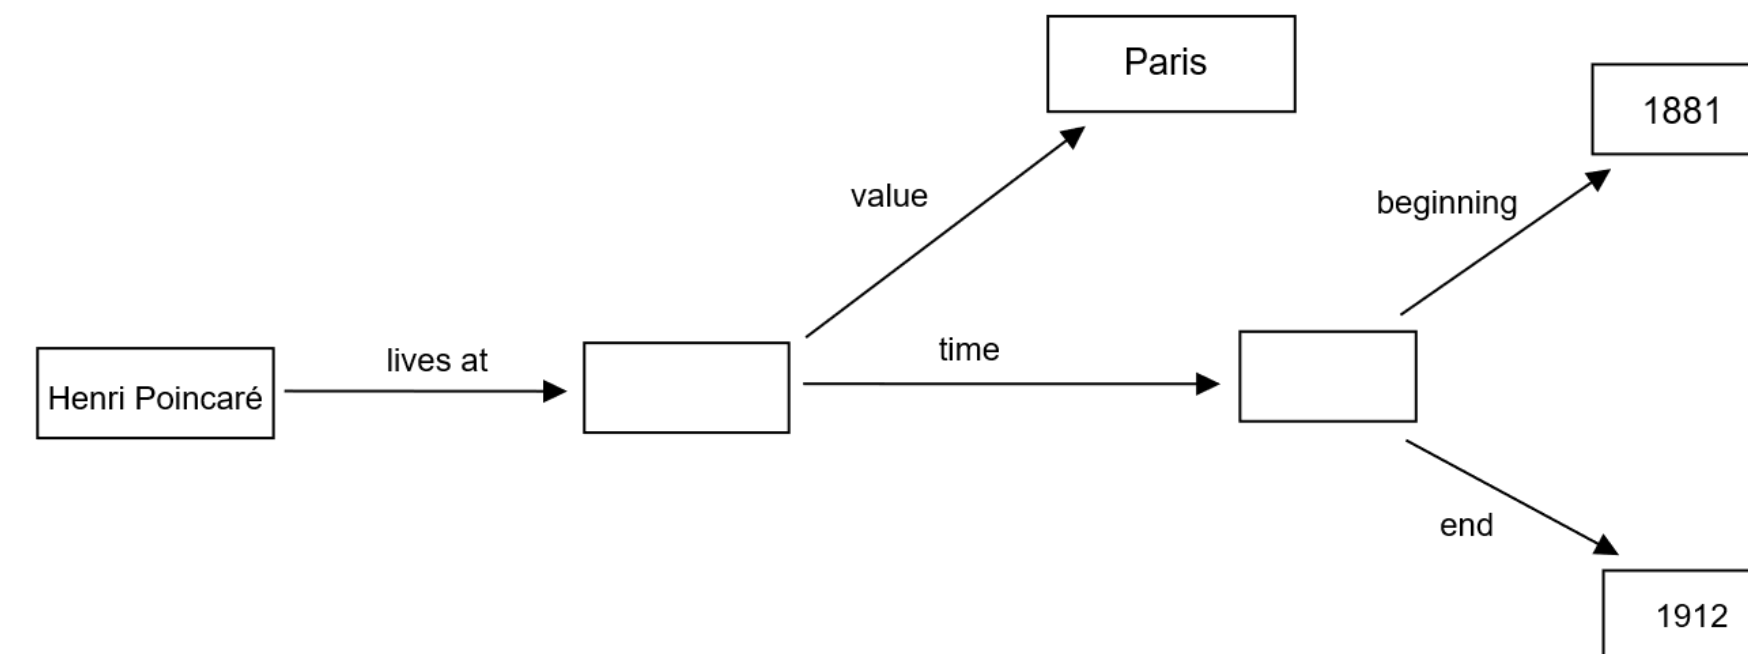 Paris
1881
value
beginning
time
lives at
Henri Poincaré
end
1912